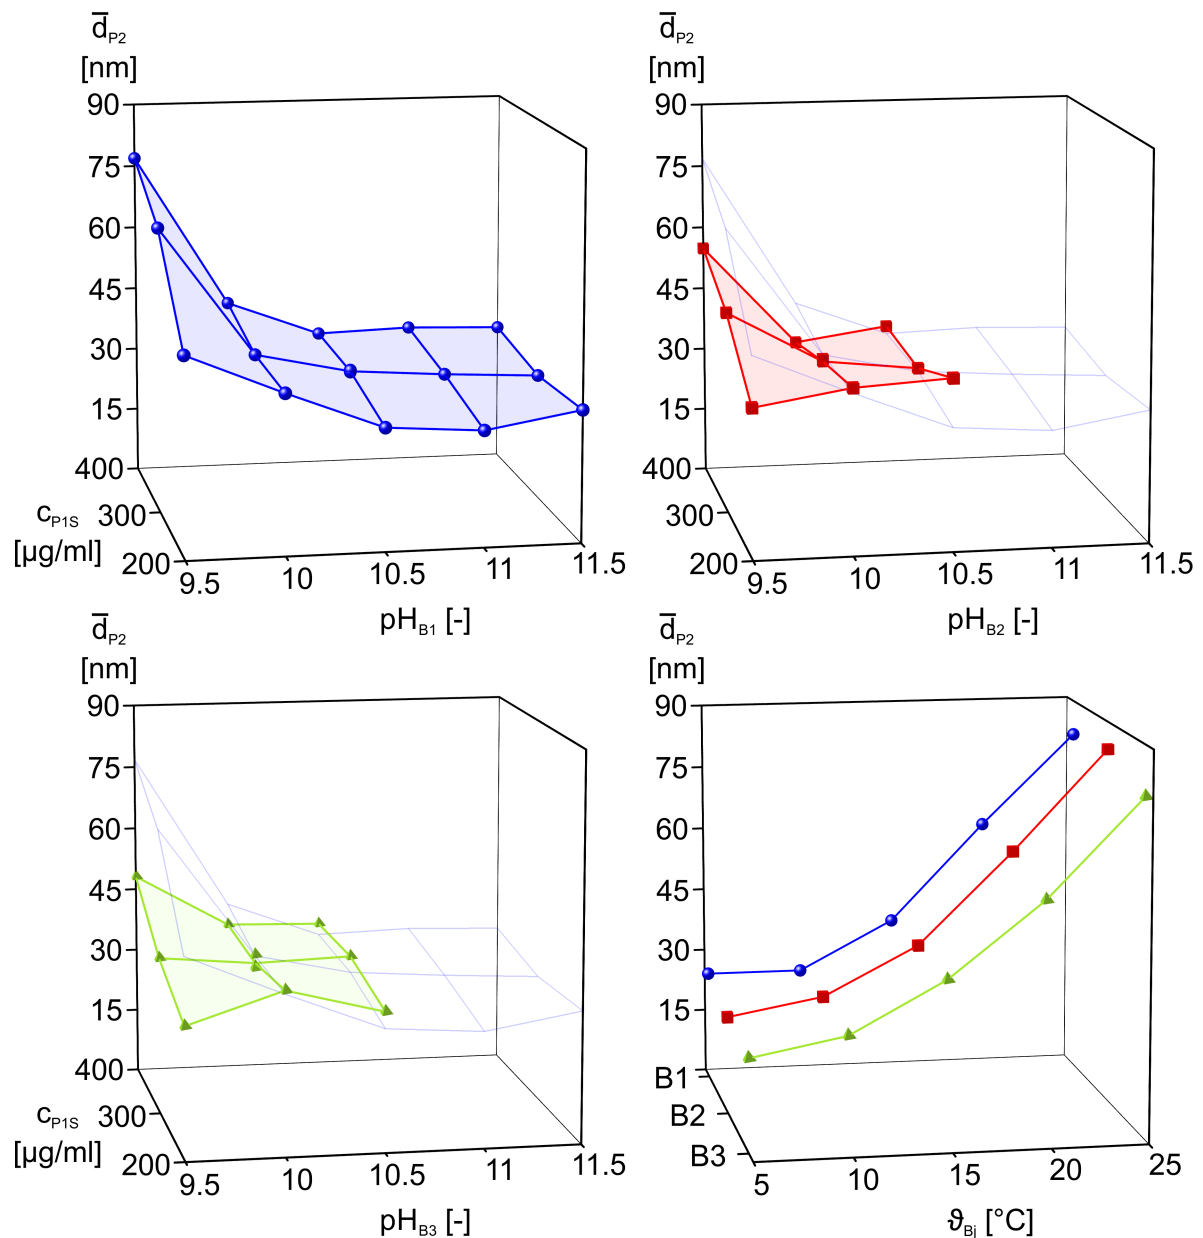 d̅P2
[nm]
90
75
60
45
30
15
400
cP1S 300
[µg/ml] 200
9.5 10 10.5 11 11.5
pHB1 [-]
d̅P2
[nm]
90
75
60
45
30
15
400
300
200
9.5 10 10.5 11 11.5
pHB2 [-]
d̅P2
[nm]
90
75
60
45
30
15
400
cP1S 300
[µg/ml] 200
9.5 10 10.5 11 11.5
pHB3 [-]
d̅P2
[nm]
90
75
60
45
30
15
B1
B2
B3
5 10 15 20 25
ϑBj [°C]